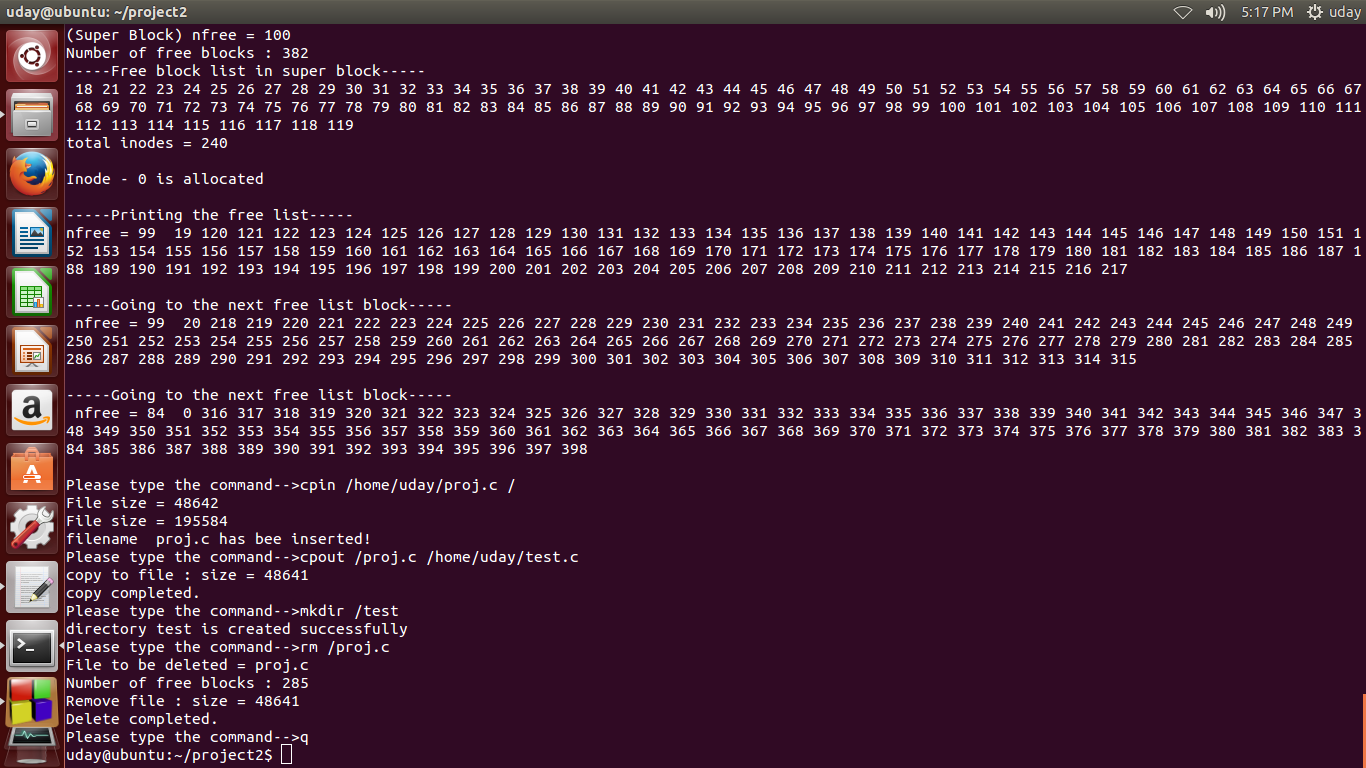 uday@ubuntu: ~/project2
5:17 PM
uday
(Super Block) nfree = 100
Number of free blocks : 382
-----Free block list in super block-----
18 21 22 23 24 25 26 27 28 29 30 31 32 33 34 35 36 37 38 39 40 41 42 43 44 45 46 47 48 49 50 51 52 53 54 55 56 57 58 59 60 61 62 63 64 65 66 67
68 69 70 71 72 73 74 75 76 77 78 79 80 81 82 83 84 85 86 87 88 89 90 91 92 93 94 95 96 97 98 99 100 101 102 103 104 105 106 107 108 109 110 111
112 113 114 115 116 117 118 119
total inodes = 240
Inode - 0 is allocated
-----Printing the free list-----
nfree = 99  19 120 121 122 123 124 125 126 127 128 129 130 131 132 133 134 135 136 137 138 139 140 141 142 143 144 145 146 147 148 149 150 151 1
52 153 154 155 156 157 158 159 160 161 162 163 164 165 166 167 168 169 170 171 172 173 174 175 176 177 178 179 180 181 182 183 184 185 186 187 1
88 189 190 191 192 193 194 195 196 197 198 199 200 201 202 203 204 205 206 207 208 209 210 211 212 213 214 215 216 217
-----Going to the next free list block-----
nfree = 99  20 218 219 220 221 222 223 224 225 226 227 228 229 230 231 232 233 234 235 236 237 238 239 240 241 242 243 244 245 246 247 248 249
250 251 252 253 254 255 256 257 258 259 260 261 262 263 264 265 266 267 268 269 270 271 272 273 274 275 276 277 278 279 280 281 282 283 284 285
286 287 288 289 290 291 292 293 294 295 296 297 298 299 300 301 302 303 304 305 306 307 308 309 310 311 312 313 314 315
-----Going to the next free list block-----
nfree = 84  0 316 317 318 319 320 321 322 323 324 325 326 327 328 329 330 331 332 333 334 335 336 337 338 339 340 341 342 343 344 345 346 347 3
48 349 350 351 352 353 354 355 356 357 358 359 360 361 362 363 364 365 366 367 368 369 370 371 372 373 374 375 376 377 378 379 380 381 382 383 3
84 385 386 387 388 389 390 391 392 393 394 395 396 397 398
Please type the command-->cpin /home/uday/proj.c /
File size = 48642
File size = 195584
filename  proj.c has bee inserted!
Please type the command-->cpout /proj.c /home/uday/test.c
copy to file : size = 48641
copy completed.
Please type the command-->mkdir /test
directory test is created successfully
Please type the command-->rm /proj.c
File to be deleted = proj.c
Number of free blocks : 285
Remove file : size = 48641
Delete completed.
Please type the command-->q
uday@ubuntu:~/project2$